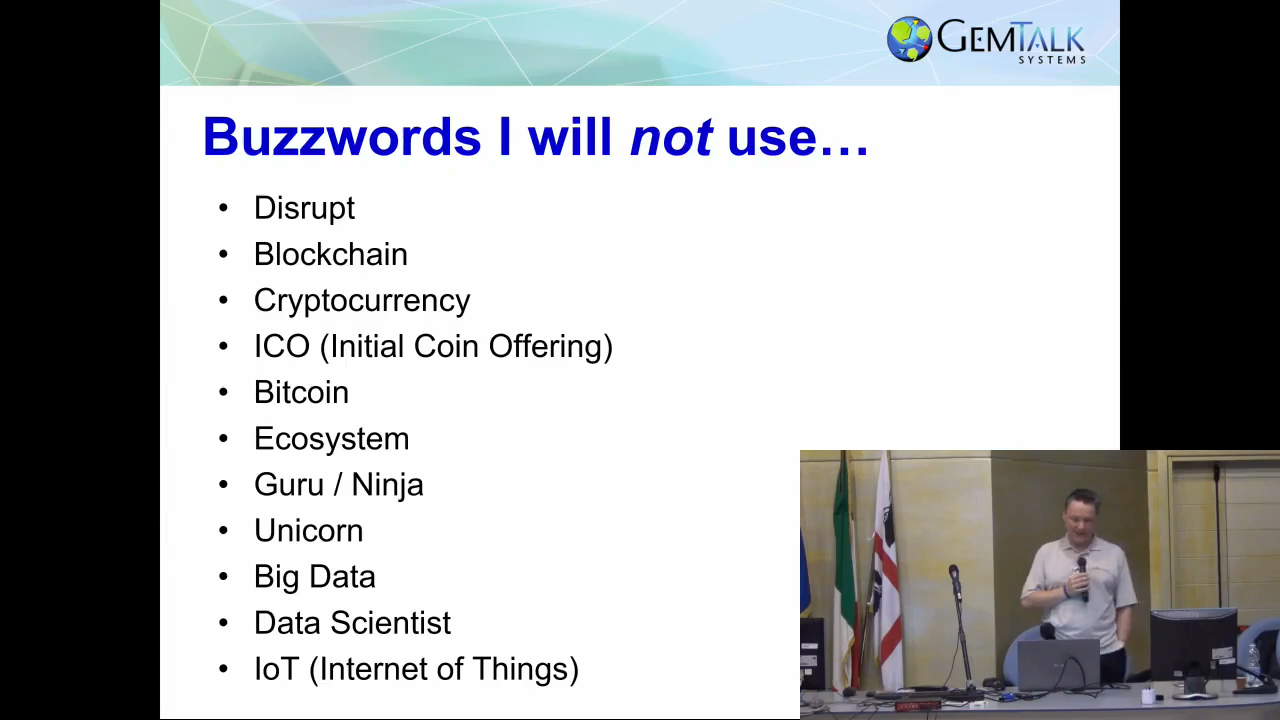 GEMTALK
SYSTEMS
Buzzwords I will not use…
• Disrupt
• Blockchain
• Cryptocurrency
• ICO (Initial Coin Offering)
• Bitcoin
• Ecosystem
• Guru / Ninja
• Unicorn
• Big Data
• Data Scientist
• IoT (Internet of Things)